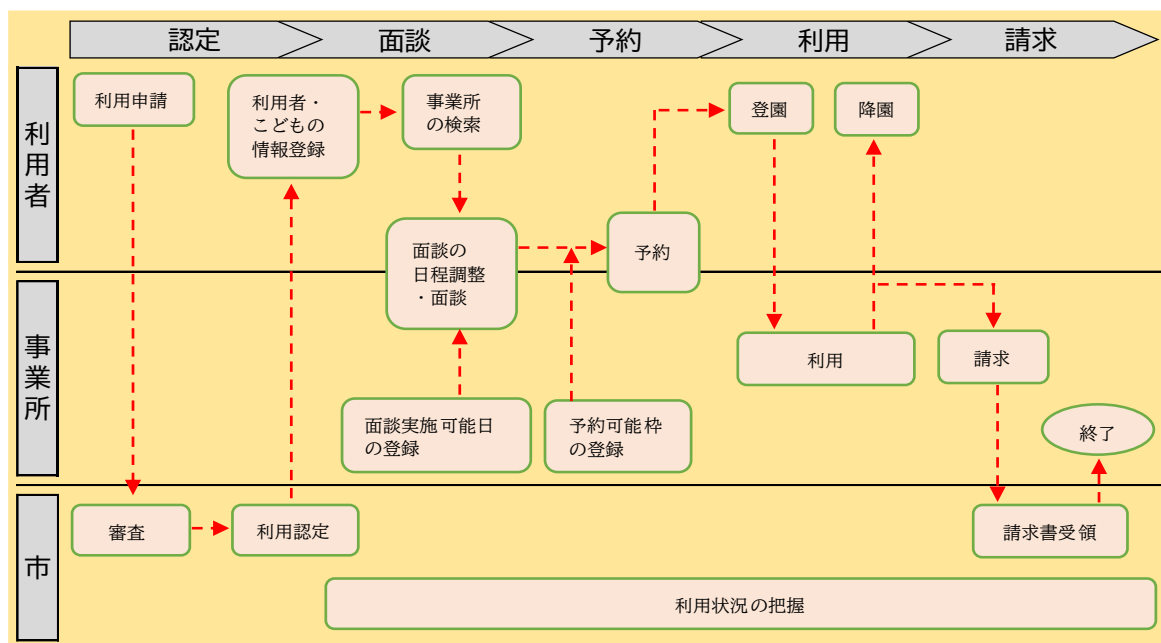 認定
面談
予約
利用
請求
利用者
利用申請
利用者・
こどもの
情報登録
事業所
の検索
登園
降園
面談の
日程調整
・面談
予約
事業所
利用
請求
面談実施可能日
の登録
予約可能枠
の登録
終了
市
審査
利用認定
請求書受領
利用状況の把握